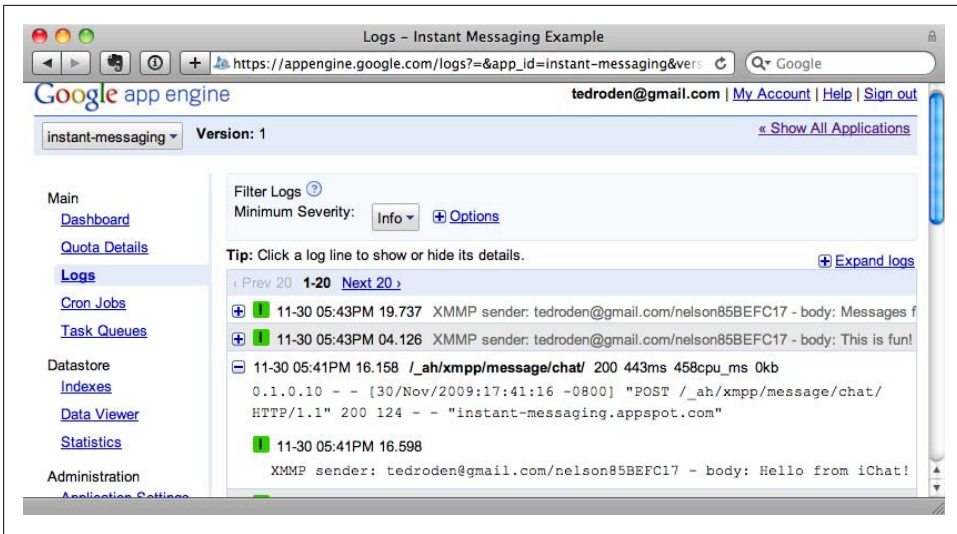 Logs – Instant Messaging Example
https://appengine.google.com/logs?=&app_id=instant-messaging&vers
Google
Google app engine
tedroden@gmail.com | My Account | Help | Sign out
instant-messaging Version: 1
« Show All Applications
Main
Dashboard
Quota Details
Logs
Cron Jobs
Task Queues
Datastore
Indexes
Data Viewer
Statistics
Administration
Application Settings
Filter Logs ?
Minimum Severity: Info + Options
Tip: Click a log line to show or hide its details.
+ Expand logs
‹ Prev 20 1-20 Next 20 ›
+ I 11-30 05:43PM 19.737 XMMP sender: tedroden@gmail.com/nelson85BEFC17 - body: Messages f
+ I 11-30 05:43PM 04.126 XMMP sender: tedroden@gmail.com/nelson85BEFC17 - body: This is fun!
11-30 05:41PM 16.158 /_ah/xmpp/message/chat/ 200 443ms 458cpu_ms 0kb
0.1.0.10 - - [30/Nov/2009:17:41:16 -0800] "POST /_ah/xmpp/message/chat/
HTTP/1.1" 200 124 - - "instant-messaging.appspot.com"
I 11-30 05:41PM 16.598
XMMP sender: tedroden@gmail.com/nelson85BEFC17 - body: Hello from iChat!